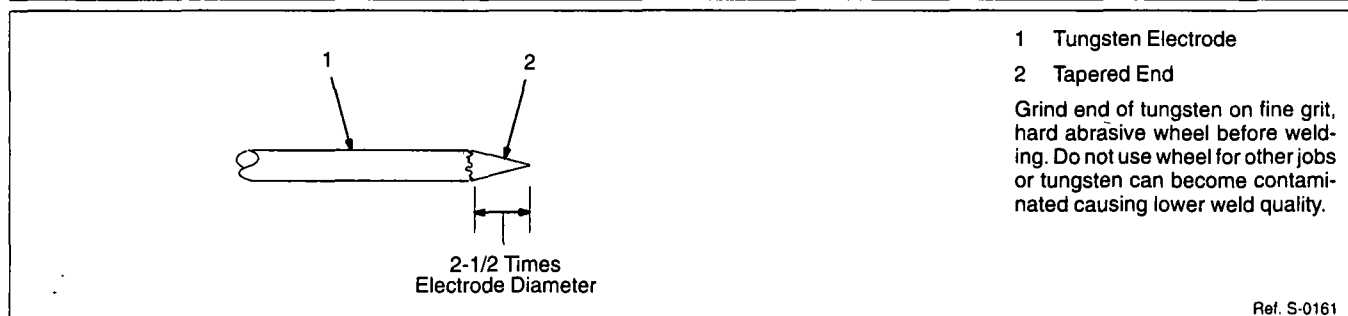 1 Tungsten Electrode
2 Tapered End
Grind end of tungsten on fine grit,
hard abrasive wheel before weld-
ing. Do not use wheel for other jobs
or tungsten can become contami-
nated causing lower weld quality.
1
2
2-1/2 Times
Electrode Diameter
Ref. S-0161